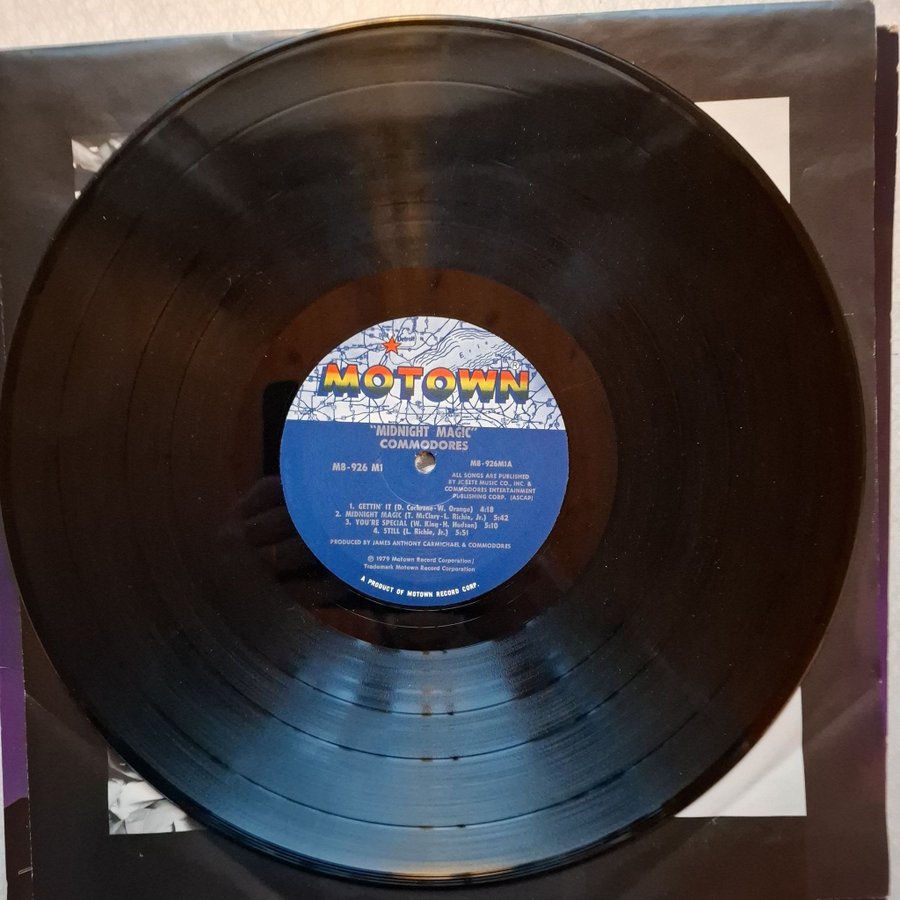 Detroit
Erie
MOTOWN®
"MIDNIGHT MAGIC"
COMMODORES
M8-926 M1
M8-926M1A
ALL SONGS ARE PUBLISHED
BY JOBETE MUSIC CO., INC. &
COMMODORES ENTERTAINMENT
PUBLISHING CORP. (ASCAP)
1. GETTIN' IT (D. Cochrane-W. Orange) 4:18
2. MIDNIGHT MAGIC (T. McClary-L. Richie, Jr.) 5:42
3. YOU'RE SPECIAL (W. King-H. Hudson) 5:10
4. STILL (L. Richie, Jr.) 5:51
PRODUCED BY JAMES ANTHONY CARMICHAEL & COMMODORES
℗ 1979 Motown Record Corporation/
Trademark Motown Record Corporation
A PRODUCT OF MOTOWN RECORD CORP.